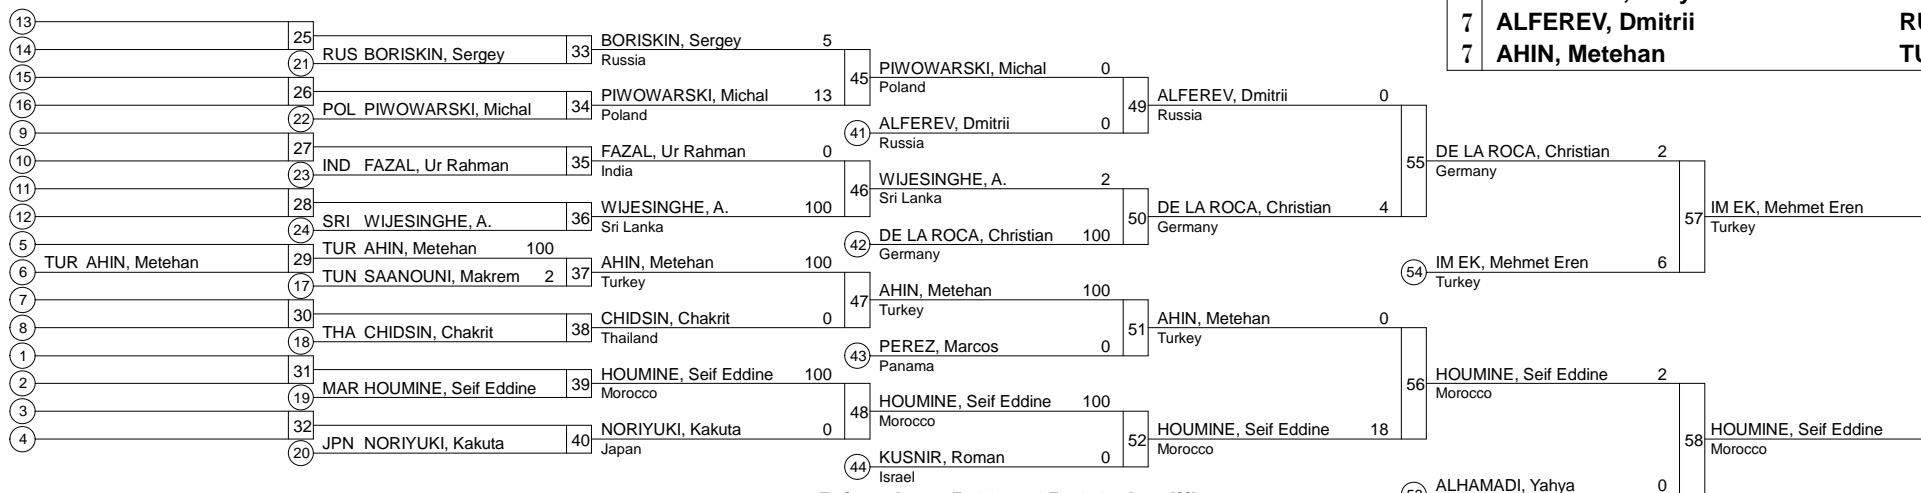 13
14
15
16
9
10
11
12
5
6 TUR AHIN, Metehan
7
8
1
2
3
4
25
21 RUS BORISKIN, Sergey
26
22 POL PIWOWARSKI, Michal
27
23 IND FAZAL, Ur Rahman
28
24 SRI WIJESINGHE, A.
29 TUR AHIN, Metehan 100
17 TUN SAANOUNI, Makrem 2
30
18 THA CHIDSIN, Chakrit
31
19 MAR HOUMINE, Seif Eddine
32
20 JPN NORIYUKI, Kakuta
33 BORISKIN, Sergey 5
Russia
34 PIWOWARSKI, Michal 13
Poland
35 FAZAL, Ur Rahman 0
India
36 WIJESINGHE, A. 100
Sri Lanka
37 AHIN, Metehan 100
Turkey
38 CHIDSIN, Chakrit 0
Thailand
39 HOUMINE, Seif Eddine 100
Morocco
40 NORIYUKI, Kakuta 0
Japan
45 PIWOWARSKI, Michal 0
Poland
41 ALFEREV, Dmitrii 0
Russia
46 WIJESINGHE, A. 2
Sri Lanka
42 DE LA ROCA, Christian 100
Germany
47 AHIN, Metehan 100
Turkey
43 PEREZ, Marcos 0
Panama
48 HOUMINE, Seif Eddine 100
Morocco
44 KUSNIR, Roman 0
Israel
49 ALFEREV, Dmitrii 0
Russia
50 DE LA ROCA, Christian 4
Germany
51 AHIN, Metehan 0
Turkey
52 HOUMINE, Seif Eddine 18
Morocco
55 DE LA ROCA, Christian 2
Germany
54 IM EK, Mehmet Eren 6
Turkey
56 HOUMINE, Seif Eddine 2
Morocco
53 ALHAMADI, Yahya 0
57 IM EK, Mehmet Eren
Turkey
58 HOUMINE, Seif Eddine
Morocco
7 ALFEREV, Dmitrii RU
7 AHIN, Metehan TU